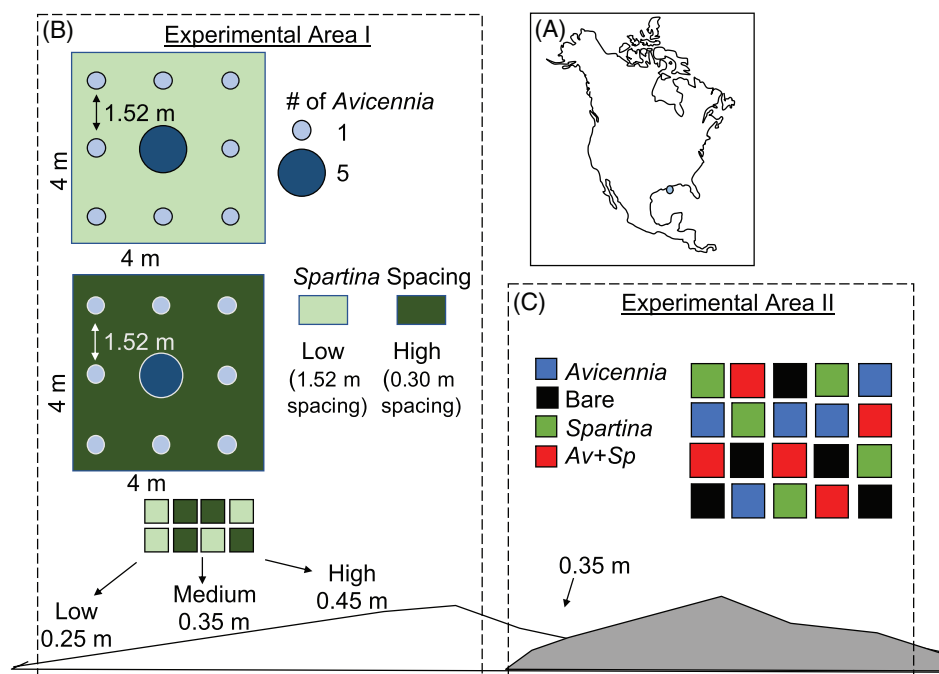 (B)
Experimental Area I
1.52 m
4 m
4 m
# of Avicennia
1
5
1.52 m
4 m
4 m
Spartina Spacing
Low
(1.52 m
spacing)
High
(0.30 m
spacing)
Low
0.25 m
Medium
0.35 m
High
0.45 m
(A)
(C)
Experimental Area II
Avicennia
Bare
Spartina
Av+Sp
0.35 m